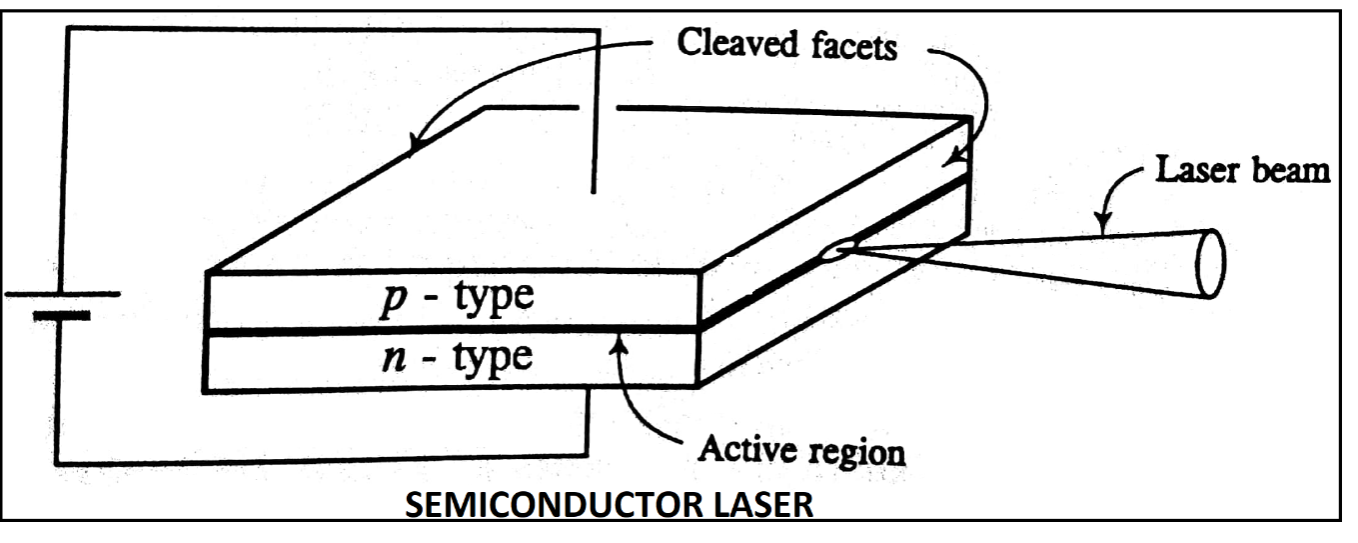 Cleaved facets
Laser beam
p - type
n - type
Active region
SEMICONDUCTOR LASER